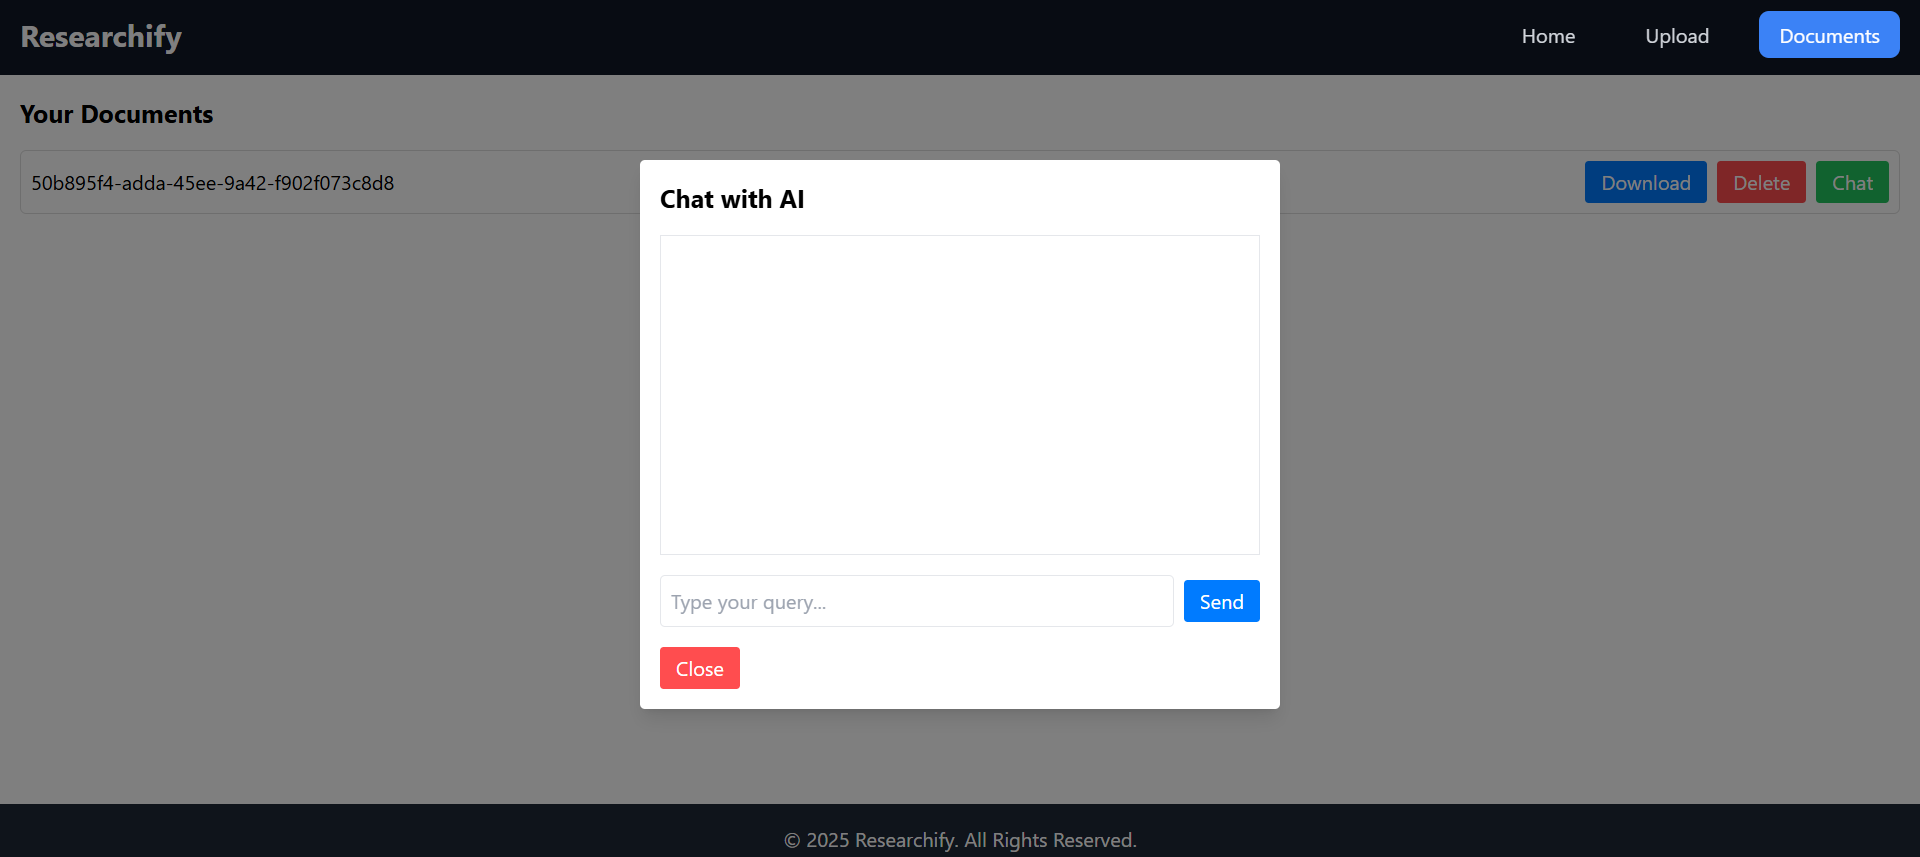 Researchify
Home
Upload
Documents
Your Documents
50b895f4-adda-45ee-9a42-f902f073c8d8
Download
Delete
Chat
Chat with AI
Type your query...
Send
Close
© 2025 Researchify. All Rights Reserved.